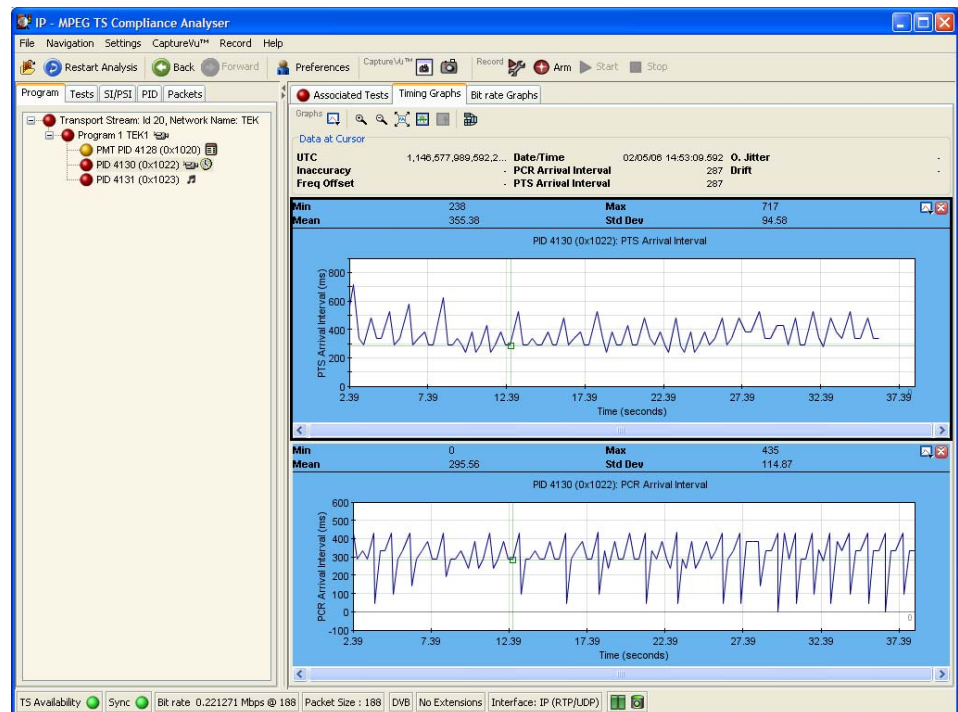 IP - MPEG TS Compliance Analyser
File Navigation Settings CaptureVu™ Record Help
Restart Analysis Back Forward Preferences CaptureVu™ Record Arm Start Stop
Program Tests SI/PSI PID Packets
Associated Tests Timing Graphs Bit rate Graphs
Transport Stream: Id 20, Network Name: TEK
Program 1 TEK1
PMT PID 4128 (0x1020)
PID 4130 (0x1022)
PID 4131 (0x1023)
Graphs
Data at Cursor
UTC 1,146,577,989,592,2... Date/Time 02/05/06 14:53:09.592 O. Jitter -
Inaccuracy - PCR Arrival Interval 287 Drift -
Freq Offset - PTS Arrival Interval 287
Min 238 Max 717
Mean 355.38 Std Dev 94.58
PID 4130 (0x1022): PTS Arrival Interval
PTS Arrival Interval (ms)
800
600
400
200
0
0
2.39 7.39 12.39 17.39 22.39 27.39 32.39 37.39
Time (seconds)
Min 0 Max 435
Mean 295.56 Std Dev 114.87
PID 4130 (0x1022): PCR Arrival Interval
PCR Arrival Interval (ms)
600
500
400
300
200
100
0
0
-100
2.39 7.39 12.39 17.39 22.39 27.39 32.39 37.39
Time (seconds)
TS Availability Sync Bit rate 0.221271 Mbps @ 188 Packet Size : 188 DVB No Extensions Interface: IP (RTP/UDP)